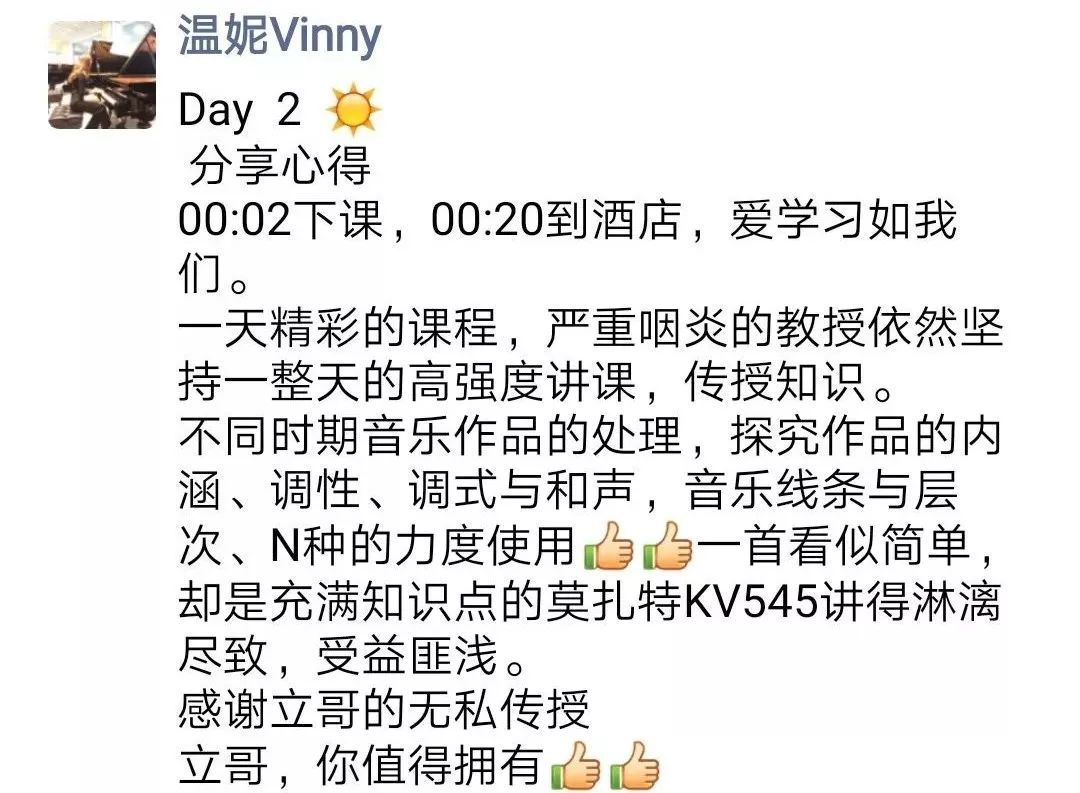 温妮Vinny
Day 2 ☀️
分享心得
00:02下课，00:20到酒店，爱学习如我
们。
一天精彩的课程，严重咽炎的教授依然坚
持一整天的高强度讲课，传授知识。
不同时期音乐作品的处理，探究作品的内
涵、调性、调式与和声，音乐线条与层
次、N种的力度使用👍👍一首看似简单，
却是充满知识点的莫扎特KV545讲得淋漓
尽致，受益匪浅。
感谢立哥的无私传授
立哥，你值得拥有👍👍